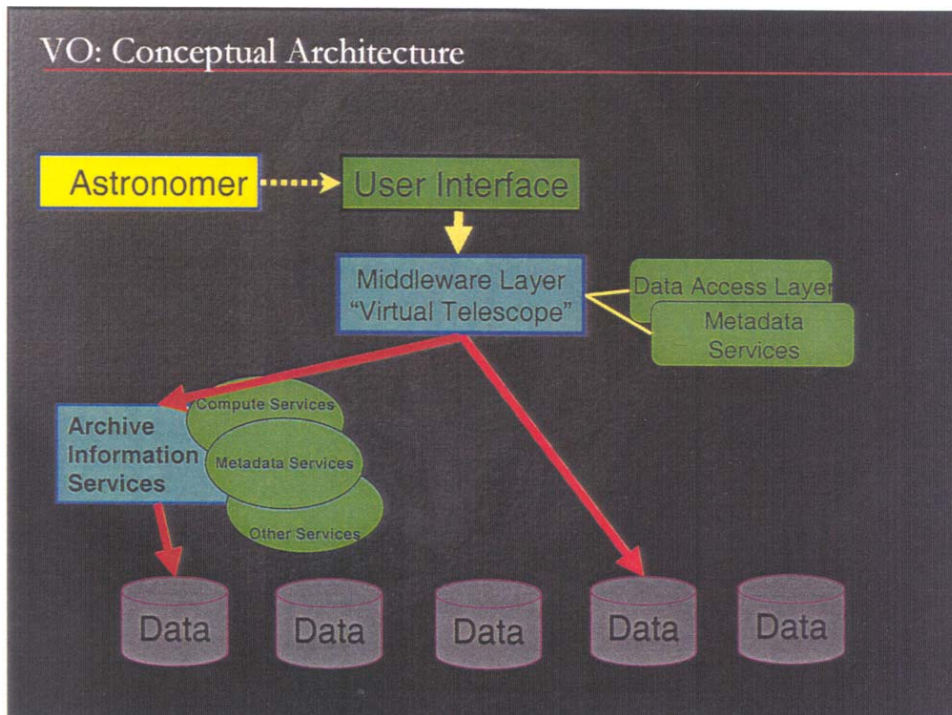 VO: Conceptual Architecture
Astronomer
User Interface
Middleware Layer
"Virtual Telescope"
Data Access Layer
Metadata
Services
Archive
Information
Services
Compute Services
Metadata Services
Other Services
Data
Data
Data
Data
Data